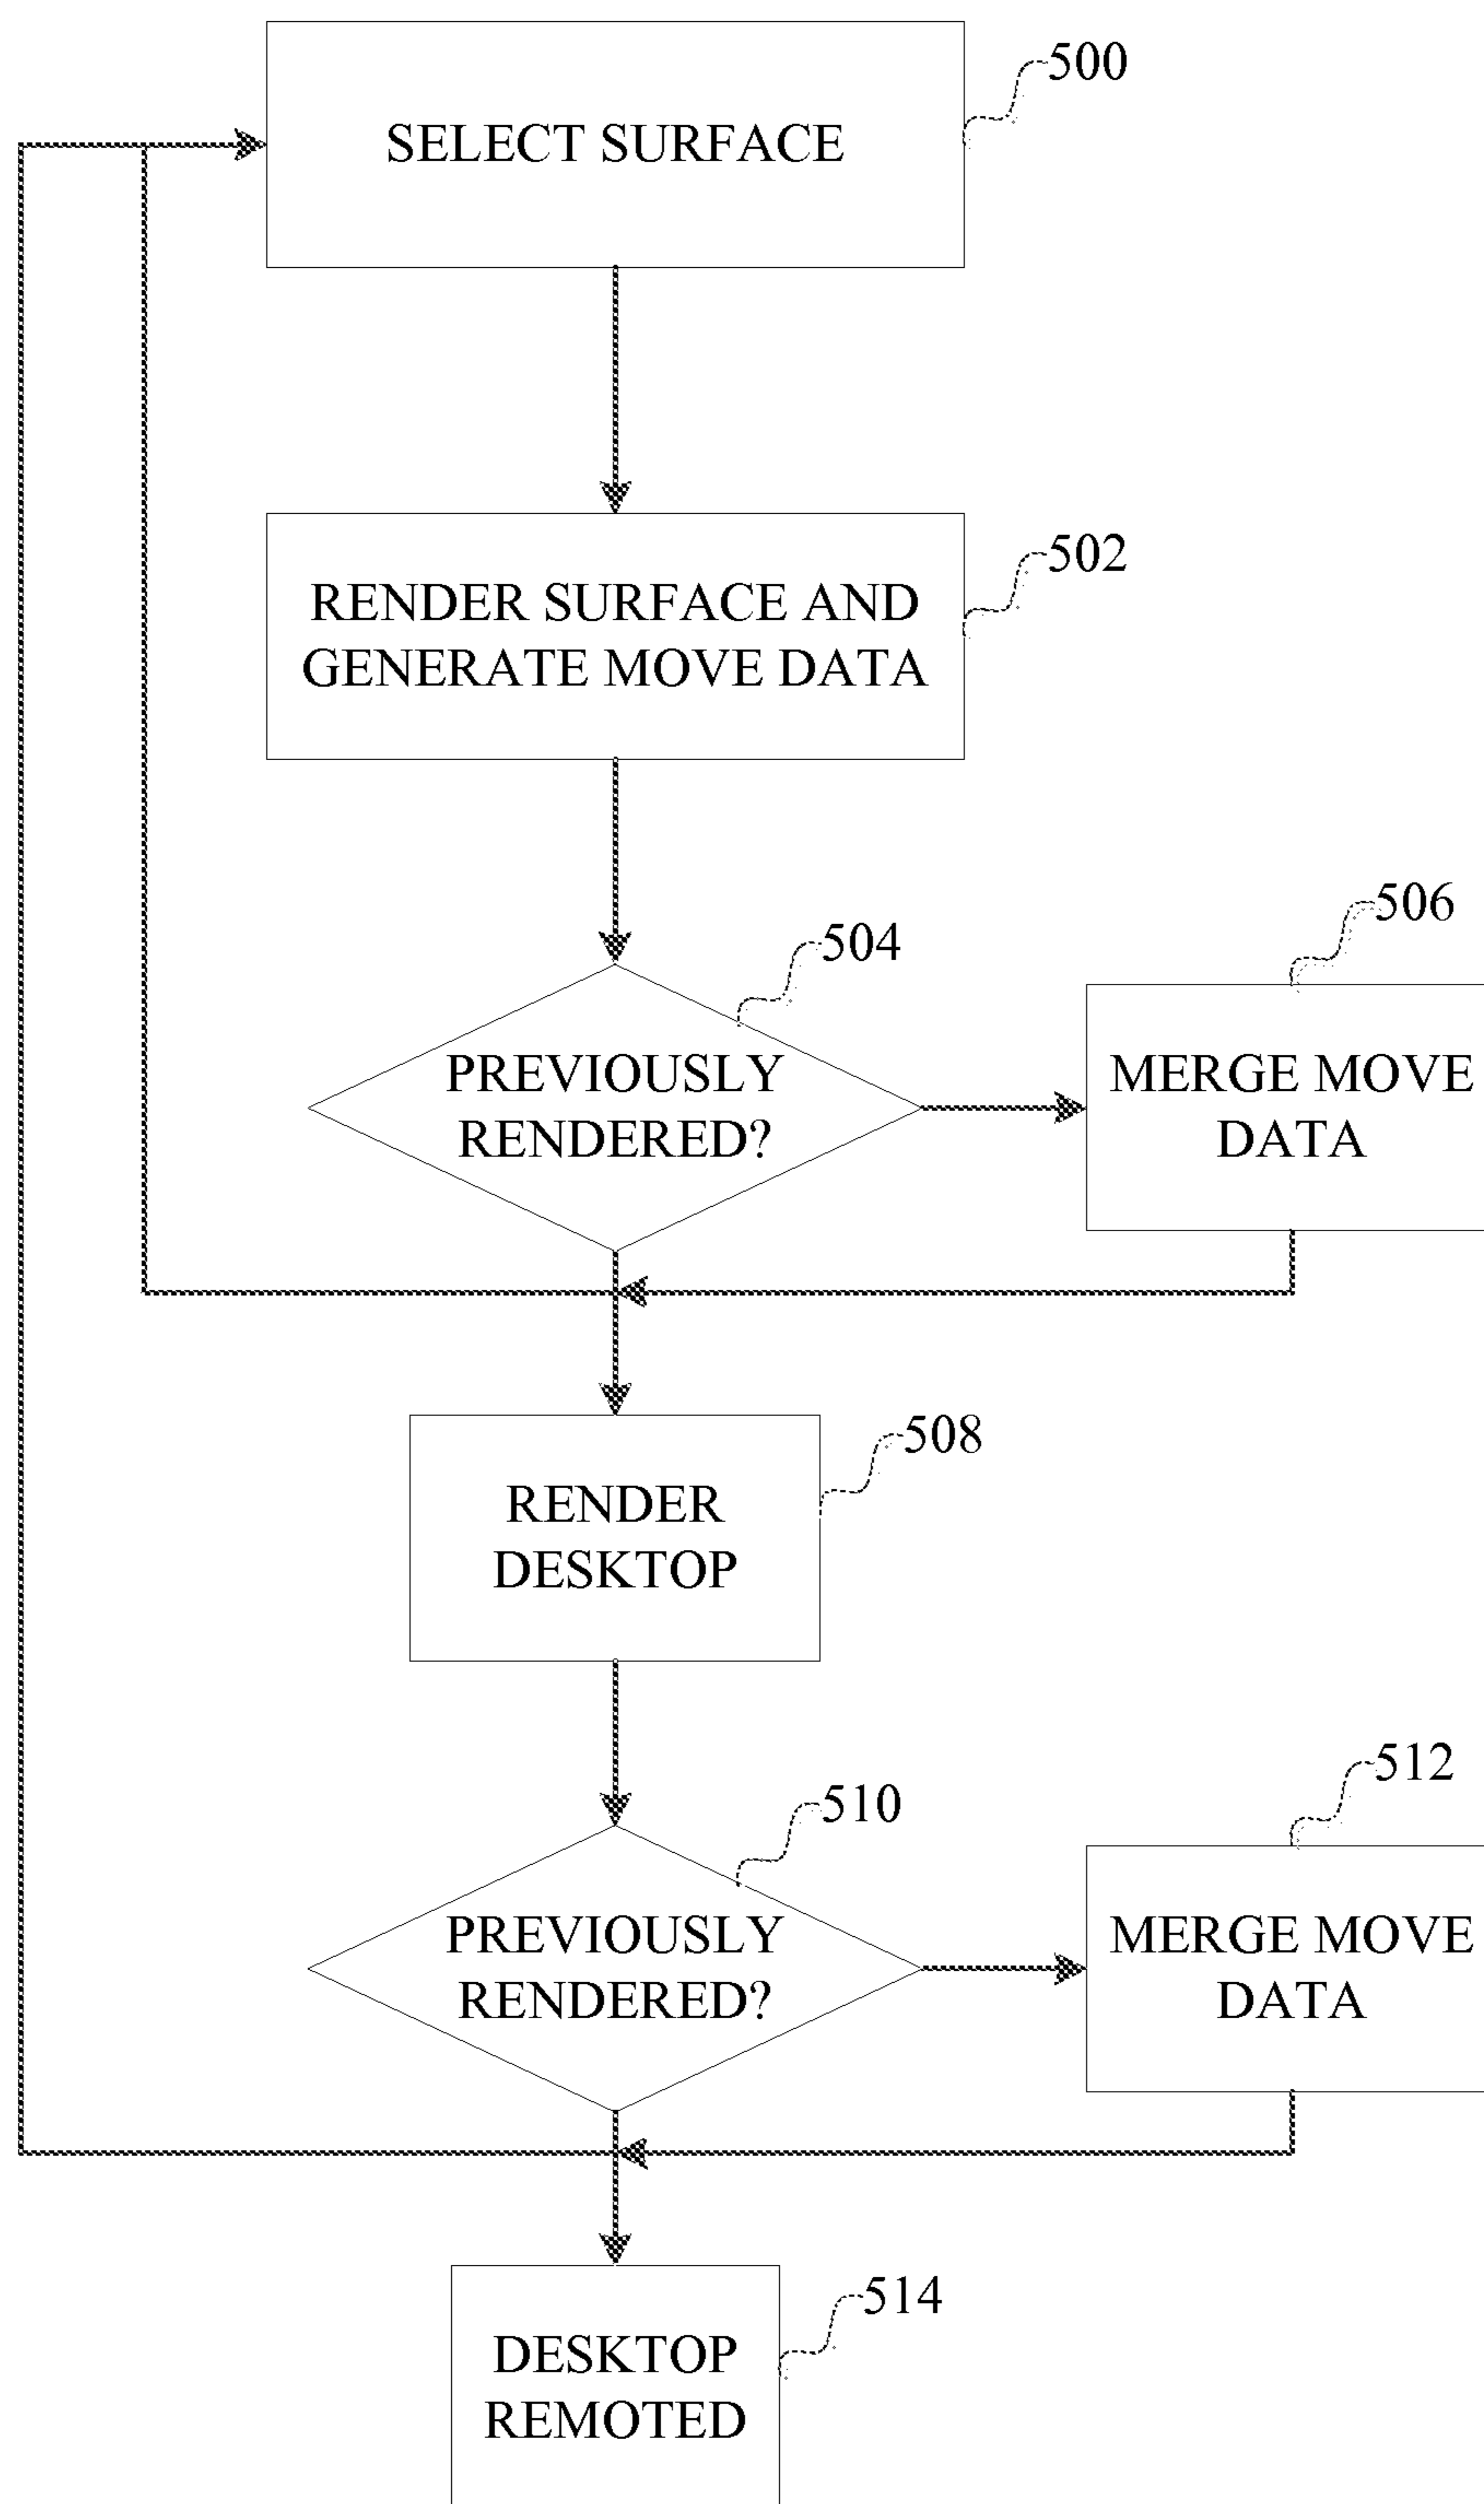 500
SELECT SURFACE
502
RENDER SURFACE AND
GENERATE MOVE DATA
504
PREVIOUSLY
RENDERED?
506
MERGE MOVE
DATA
508
RENDER
DESKTOP
510
PREVIOUSLY
RENDERED?
512
MERGE MOVE
DATA
514
DESKTOP
REMOTED